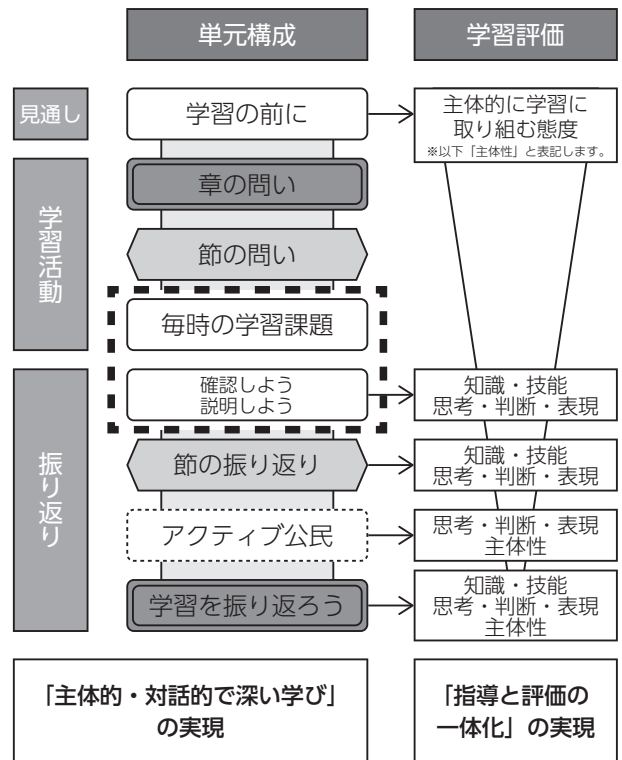 単元構成
学習評価
見通し
学習の前に
主体的に学習に
取り組む態度
※以下「主体性」と表記します。
学習活動
章の問い
節の問い
毎時の学習課題
振り返り
確認しよう
説明しよう
知識・技能
思考・判断・表現
節の振り返り
知識・技能
思考・判断・表現
アクティブ公民
思考・判断・表現
主体性
学習を振り返ろう
知識・技能
思考・判断・表現
主体性
「主体的・対話的で深い学び」
の実現
「指導と評価の
一体化」の実現